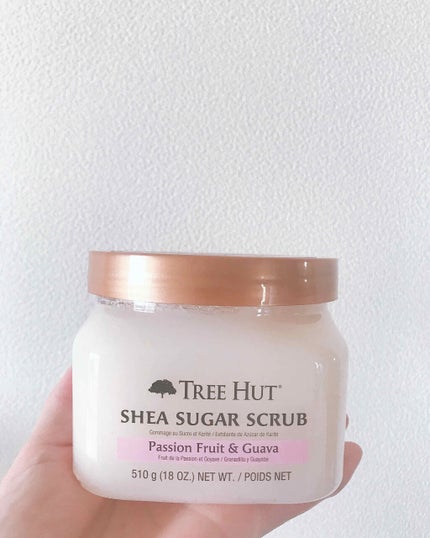 TREE HUT®
SHEA SUGAR SCRUB
Gommage au Sucre et Karité / Exfoliante de Azúcar de Karité
Passion Fruit & Guava
Fruit de la Passion et Goyave / Granadilla y Guayaba
510 g (18 OZ.) NET WT. / POIDS NET